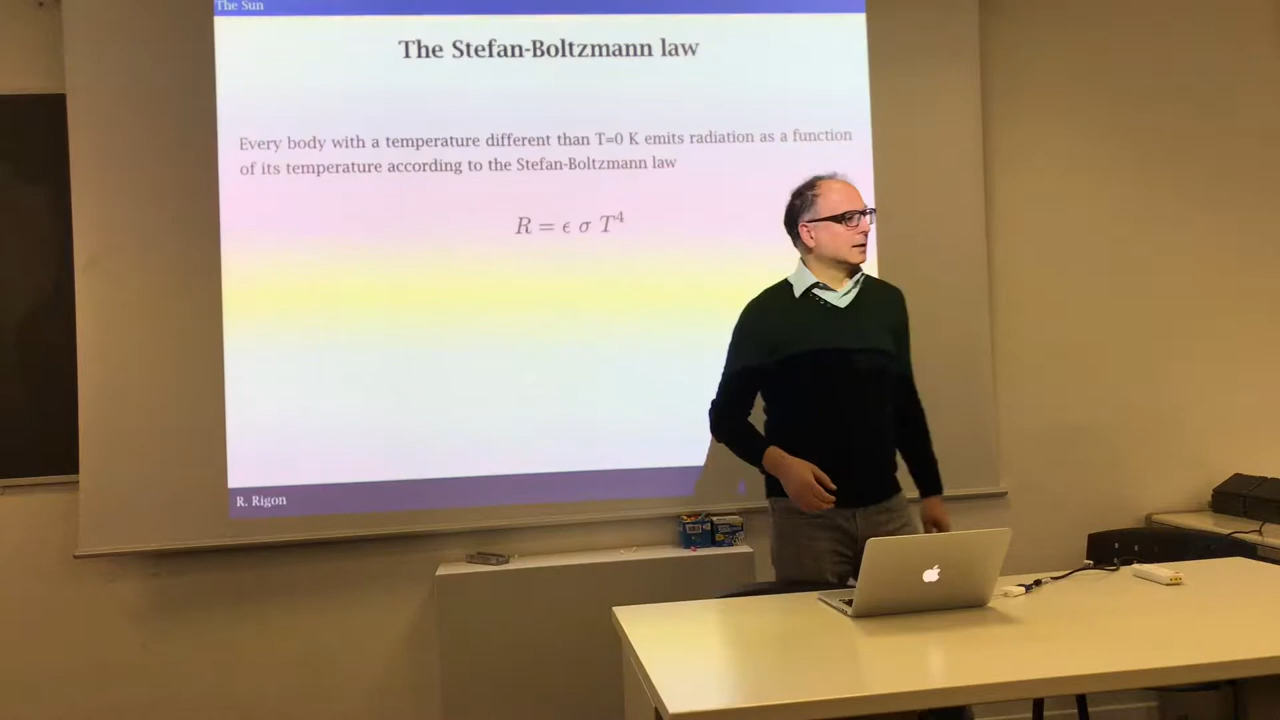 The Sun
The Stefan-Boltzmann law
Every body with a temperature different than T=0 K emits radiation as a function
of its temperature according to the Stefan-Boltzmann law
R = ϵ σ T⁴
R. Rigon